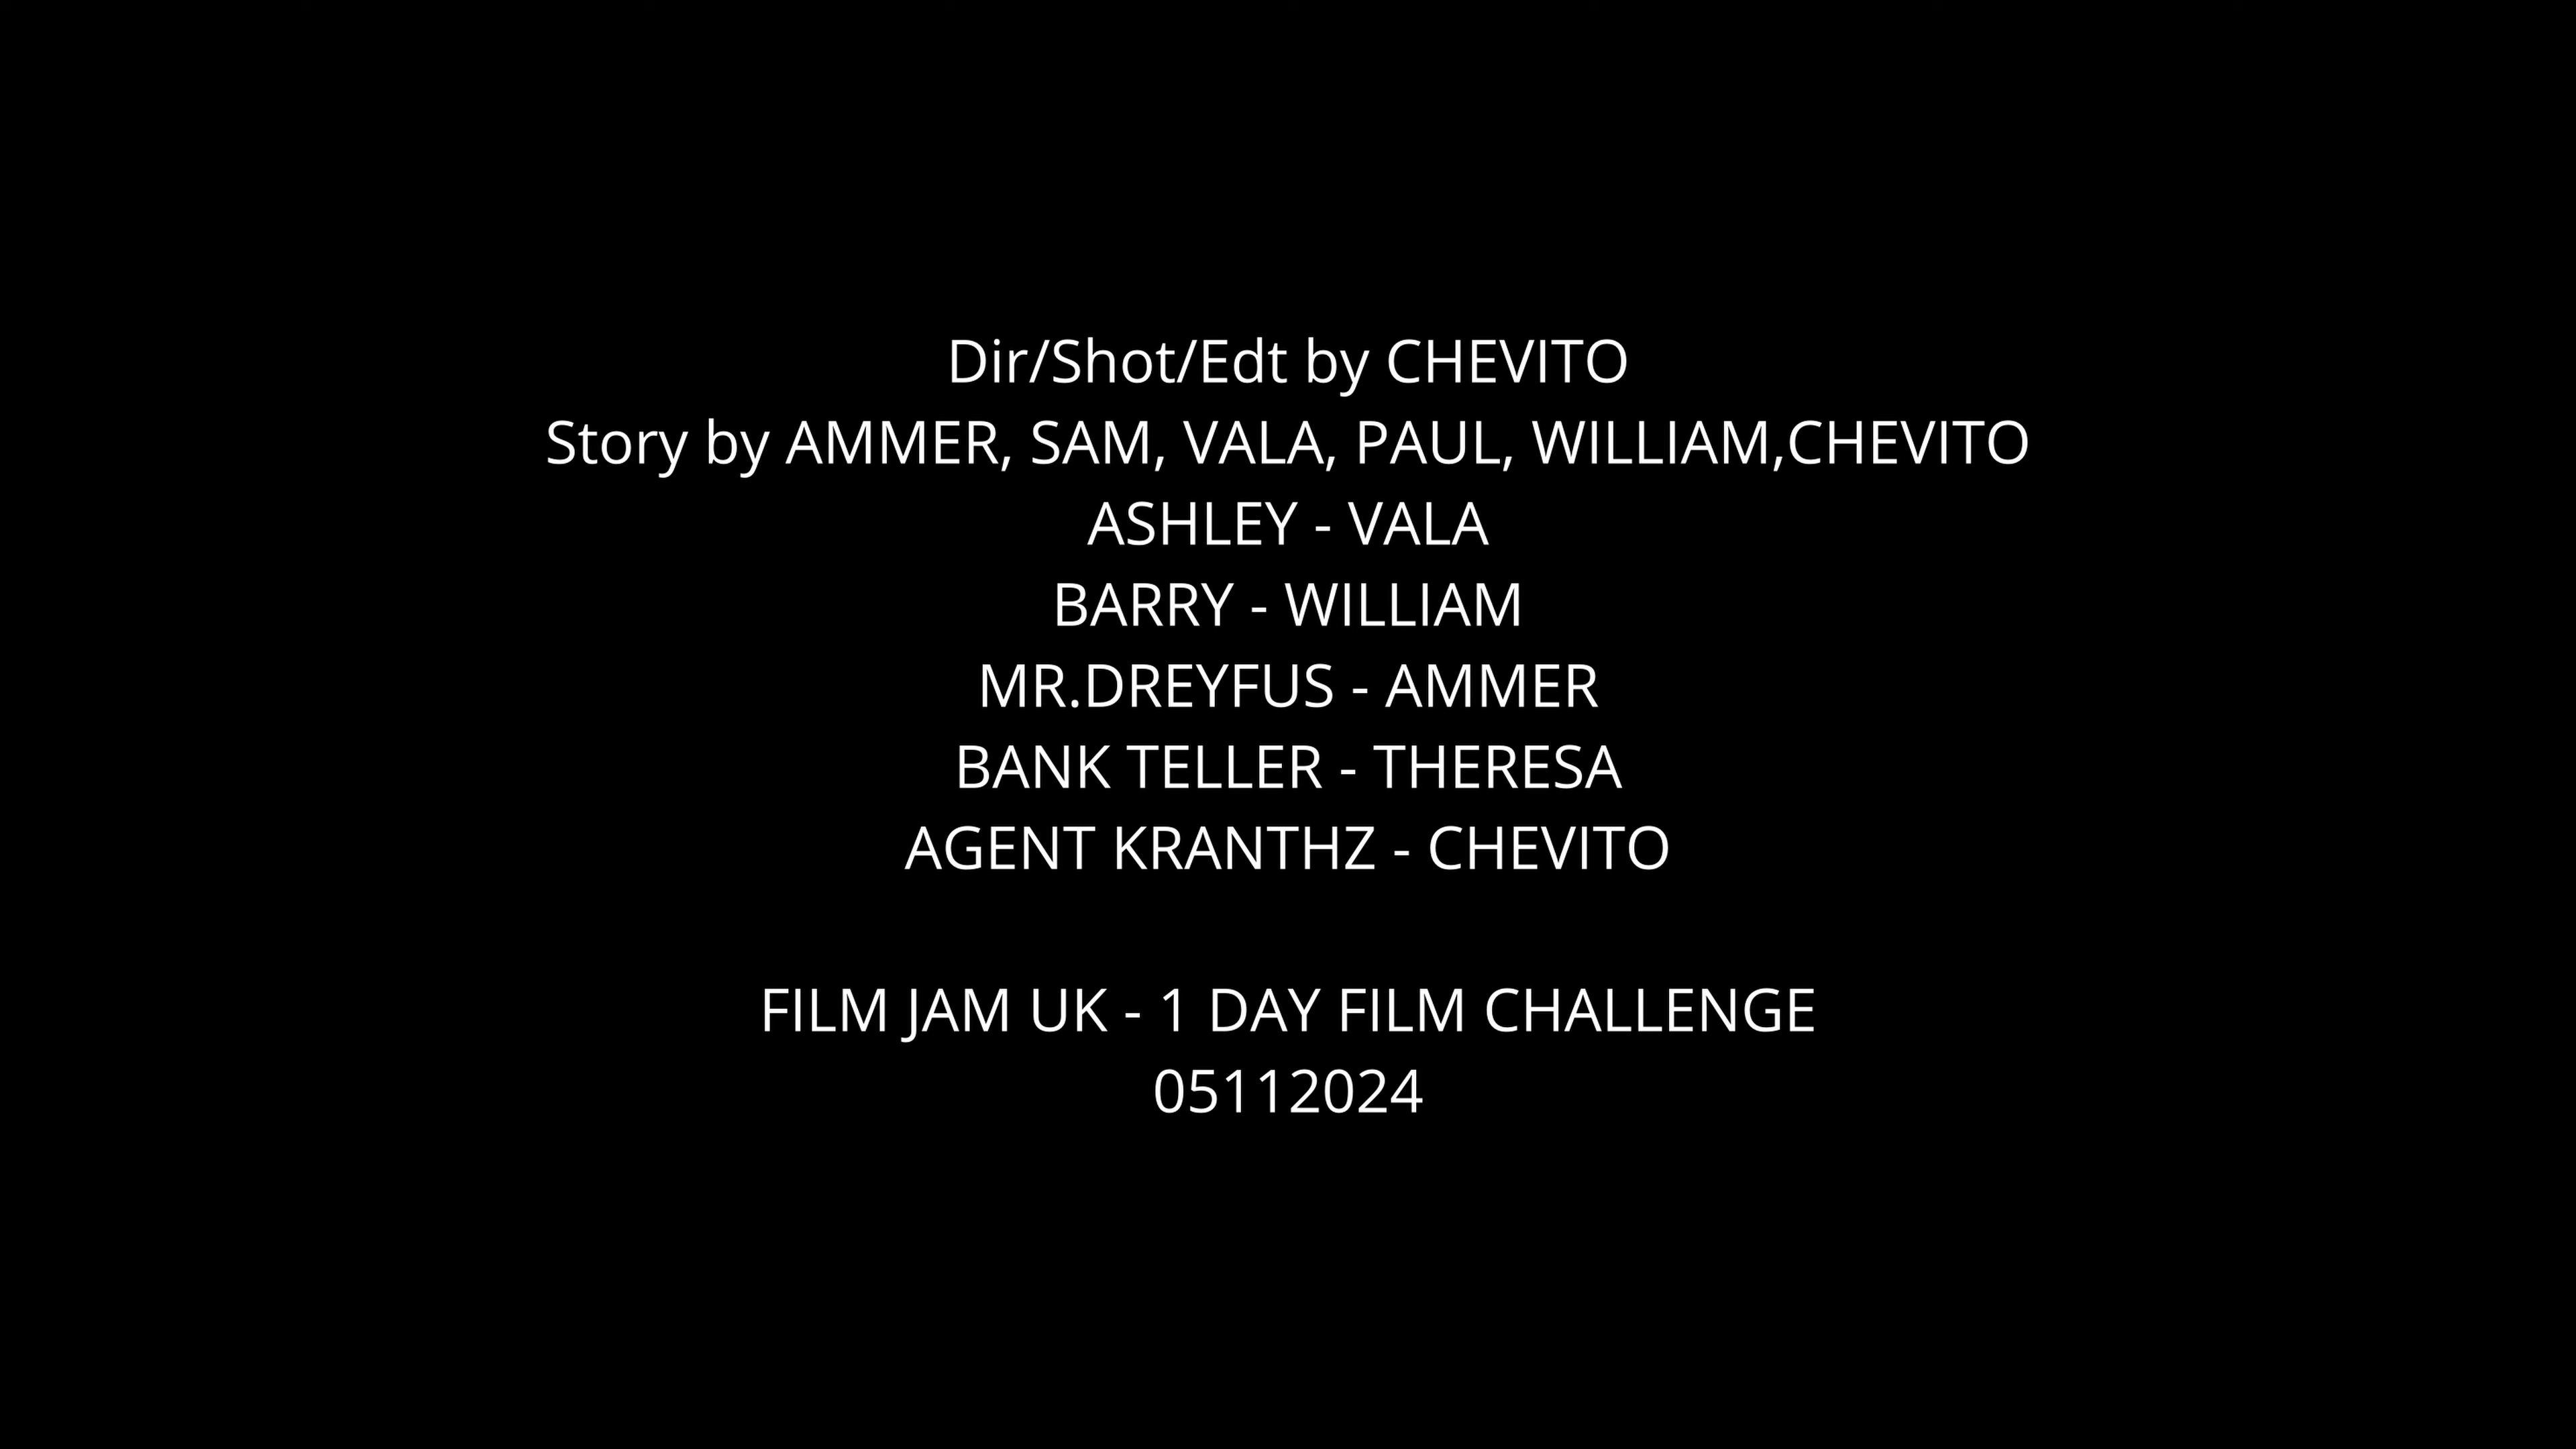 Dir/Shot/Edt by CHEVITO
Story by AMMER, SAM, VALA, PAUL, WILLIAM,CHEVITO
ASHLEY - VALA
BARRY - WILLIAM
MR.DREYFUS - AMMER
BANK TELLER - THERESA
AGENT KRANTHZ - CHEVITO
FILM JAM UK - 1 DAY FILM CHALLENGE
05112024